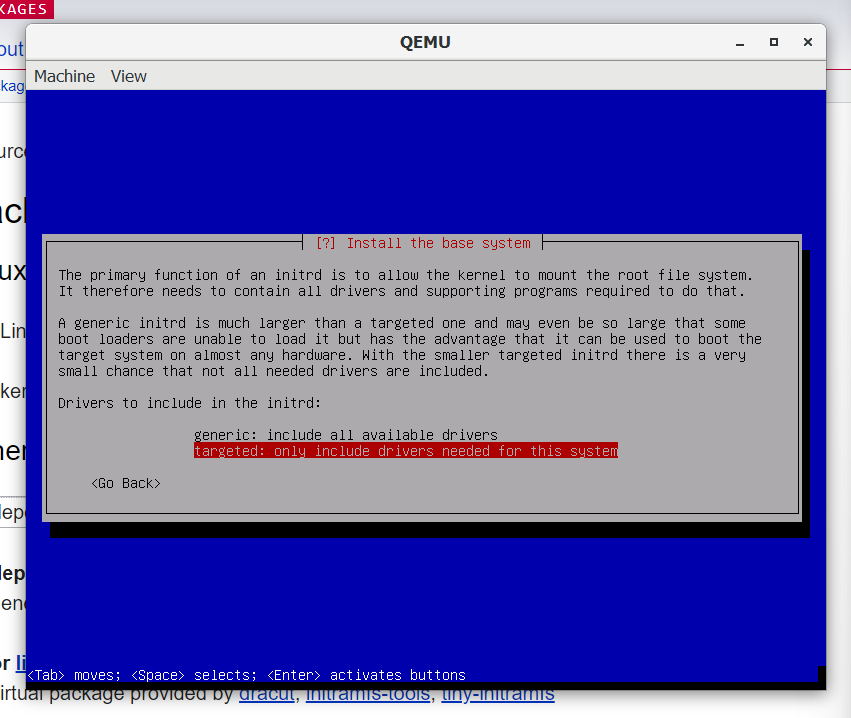 KAGES
out
QEMU
Machine View
kag
urce
[?] Install the base system
The primary function of an initrd is to allow the kernel to mount the root file system.
It therefore needs to contain all drivers and supporting programs required to do that.
A generic initrd is much larger than a targeted one and may even be so large that some
boot loaders are unable to load it but has the advantage that it can be used to boot the
target system on almost any hardware. With the smaller targeted initrd there is a very
small chance that not all needed drivers are included.
Drivers to include in the initrd:
generic: include all available drivers
targeted: only include drivers needed for this system
<Go Back>
ux
Lin
ker
dep
ene
or li
<Tab> moves; <Space> selects; <Enter> activates buttons
irtual package provided by dracut, initramfs-tools, tiny-initramfs